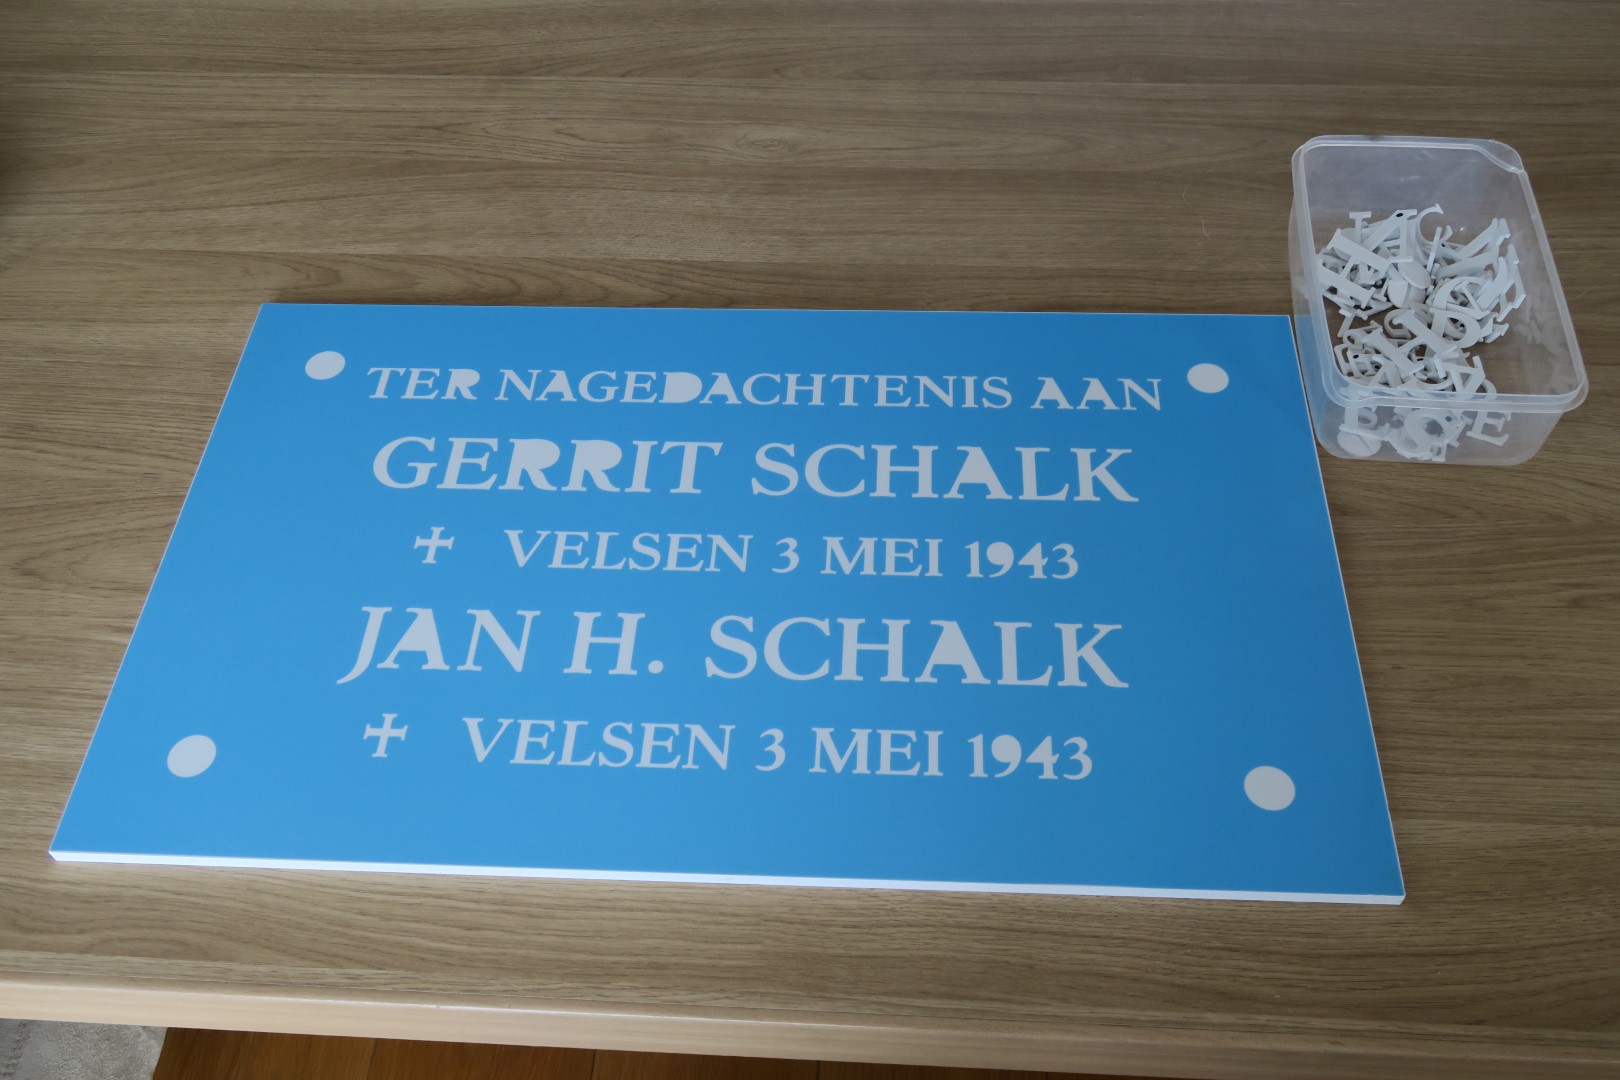 TER NAGEDACHTENIS AAN
GERRIT SCHALK
✝ VELSEN 3 MEI 1943
JAN H. SCHALK
✝ VELSEN 3 MEI 1943